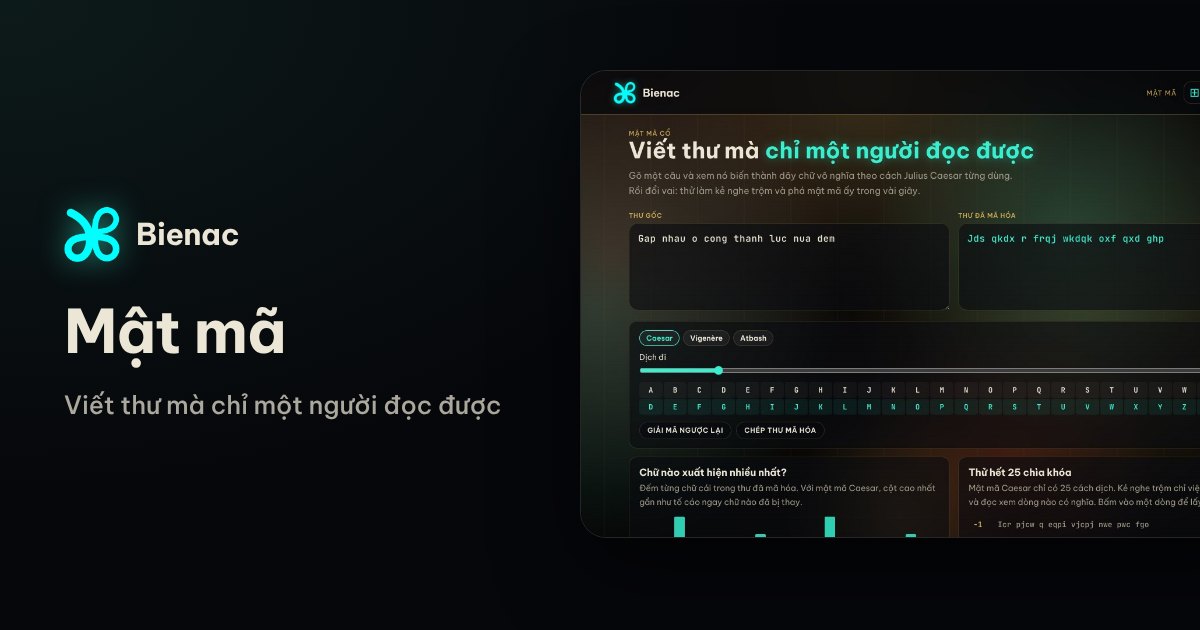 Bienac
Mật mã
Viết thư mà chỉ một người đọc được
Bienac
MẬT MÃ
MẬT MÃ CỔ
Viết thư mà chỉ một người đọc được
Gõ một câu và xem nó biến thành dãy chữ vô nghĩa theo cách Julius Caesar từng dùng.
Rồi đổi vai: thử làm kẻ nghe trộm và phá mật mã ấy trong vài giây.
THƯ GỐC
Gap nhau o cong thanh luc nua dem
THƯ ĐÃ MÃ HÓA
Jds qkdx r frqj wkdqk oxf qxd ghp
Caesar Vigenère Atbash
Dịch đi
A B C D E F G H I J K L M N O P Q R S T U V W
D E F G H I J K L M N O P Q R S T U V W X Y Z
GIẢI MÃ NGƯỢC LẠI CHÉP THƯ MÃ HÓA
Chữ nào xuất hiện nhiều nhất?
Đếm từng chữ cái trong thư đã mã hóa. Với mật mã Caesar, cột cao nhất
gần như tố cáo ngay chữ nào đã bị thay.
Thử hết 25 chìa khóa
Mật mã Caesar chỉ có 25 cách dịch. Kẻ nghe trộm chỉ
và đọc xem dòng nào có nghĩa. Bấm vào một dòng để
-1 Icr pjcw q eqpi vjcpj nwe pwc fgo